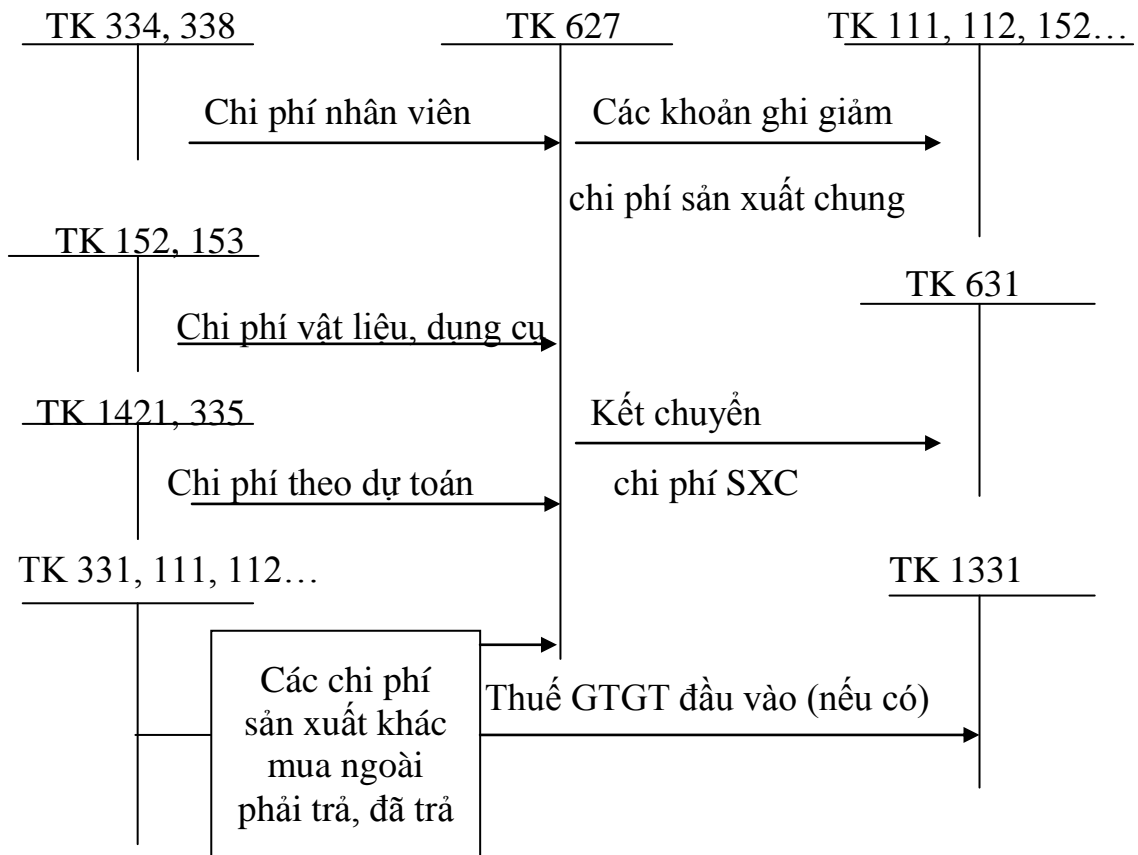 TK 334, 338
TK 627
TK 111, 112, 152…
Chi phí nhân viên
Các khoản ghi giảm
chi phí sản xuất chung
TK 152, 153
TK 631
Chi phí vật liệu, dụng cụ
TK 1421, 335
Kết chuyển
Chi phí theo dự toán
chi phí SXC
TK 331, 111, 112…
TK 1331
Các chi phí
sản xuất khác
mua ngoài
phải trả, đã trả
Thuế GTGT đầu vào (nếu có)